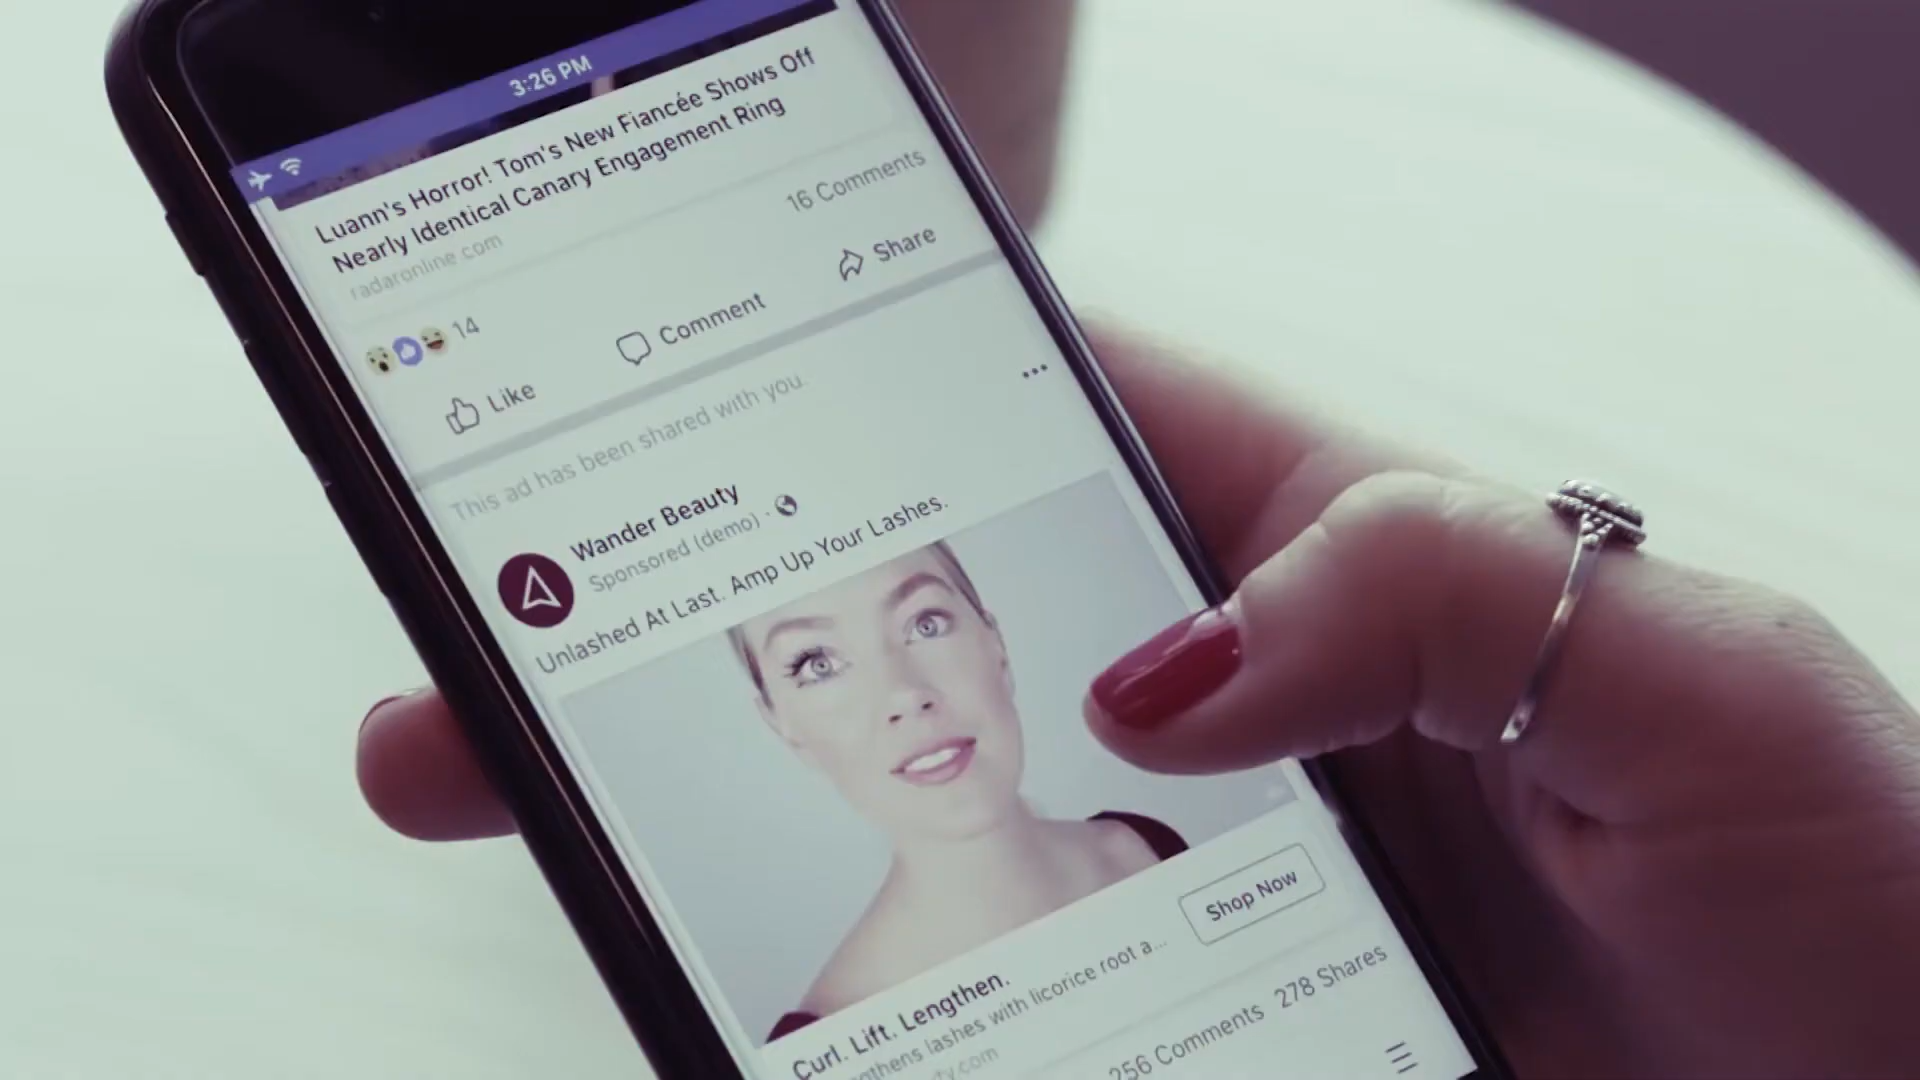 3:26 PM
Luann's Horror! Tom's New Fiancée Shows Off
Nearly Identical Canary Engagement Ring
radaronline.com
14
16 Comments
Like
Comment
Share
This ad has been shared with you.
Wander Beauty
Sponsored (demo) ·
Unlashed At Last. Amp Up Your Lashes.
Curl. Lift. Lengthen.
lashes with licorice root a...
Shop Now
256 Comments 278 Shares